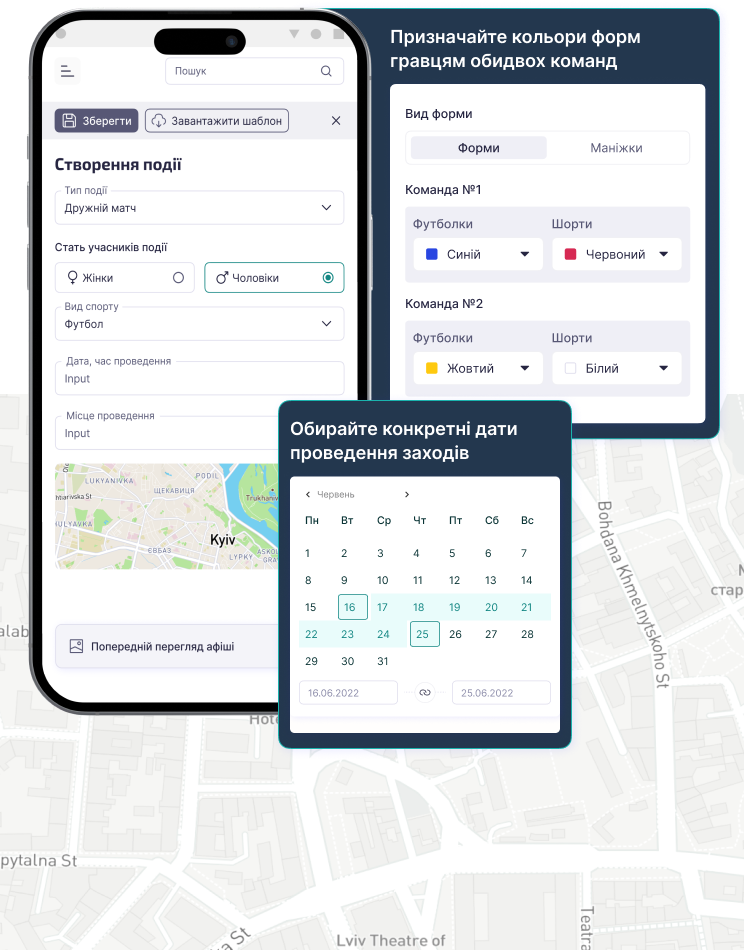 Пошук
Зберегти
Завантажити шаблон
Створення події
Тип події
Дружній матч
Стать учасників події
Жінки
Чоловіки
Вид спорту
Футбол
Дата, час проведення
Input
Місце проведення
Input
LUKYANIVKA
PODIL
ЩЕКАВИЦЯ
htiarivska St
Trukhaniv
HULYAVKA
Kyiv
ЄВБАЗ
LYPKY
Попередній перегляд афіші
Призначайте кольори форм
гравцям обидвох команд
Вид форми
Форми
Маніжки
Команда №1
Футболки
Шорти
Синій
Червоний
Команда №2
Футболки
Шорти
Жовтий
Білий
Обирайте конкретні дати
проведення заходів
Червень
Пн Вт Ср Чт Пт Сб Вс
1 2 3 4 5 6 7
8 9 10 11 12 13 14
15 16 17 18 19 20 21
22 23 24 25 26 27 28
29 30 31
16.06.2022
25.06.2022
Bohdana Khmelnytskoho St
стар
alab
Hote
pytalna St
a St
Lviv Theatre of
Teatra